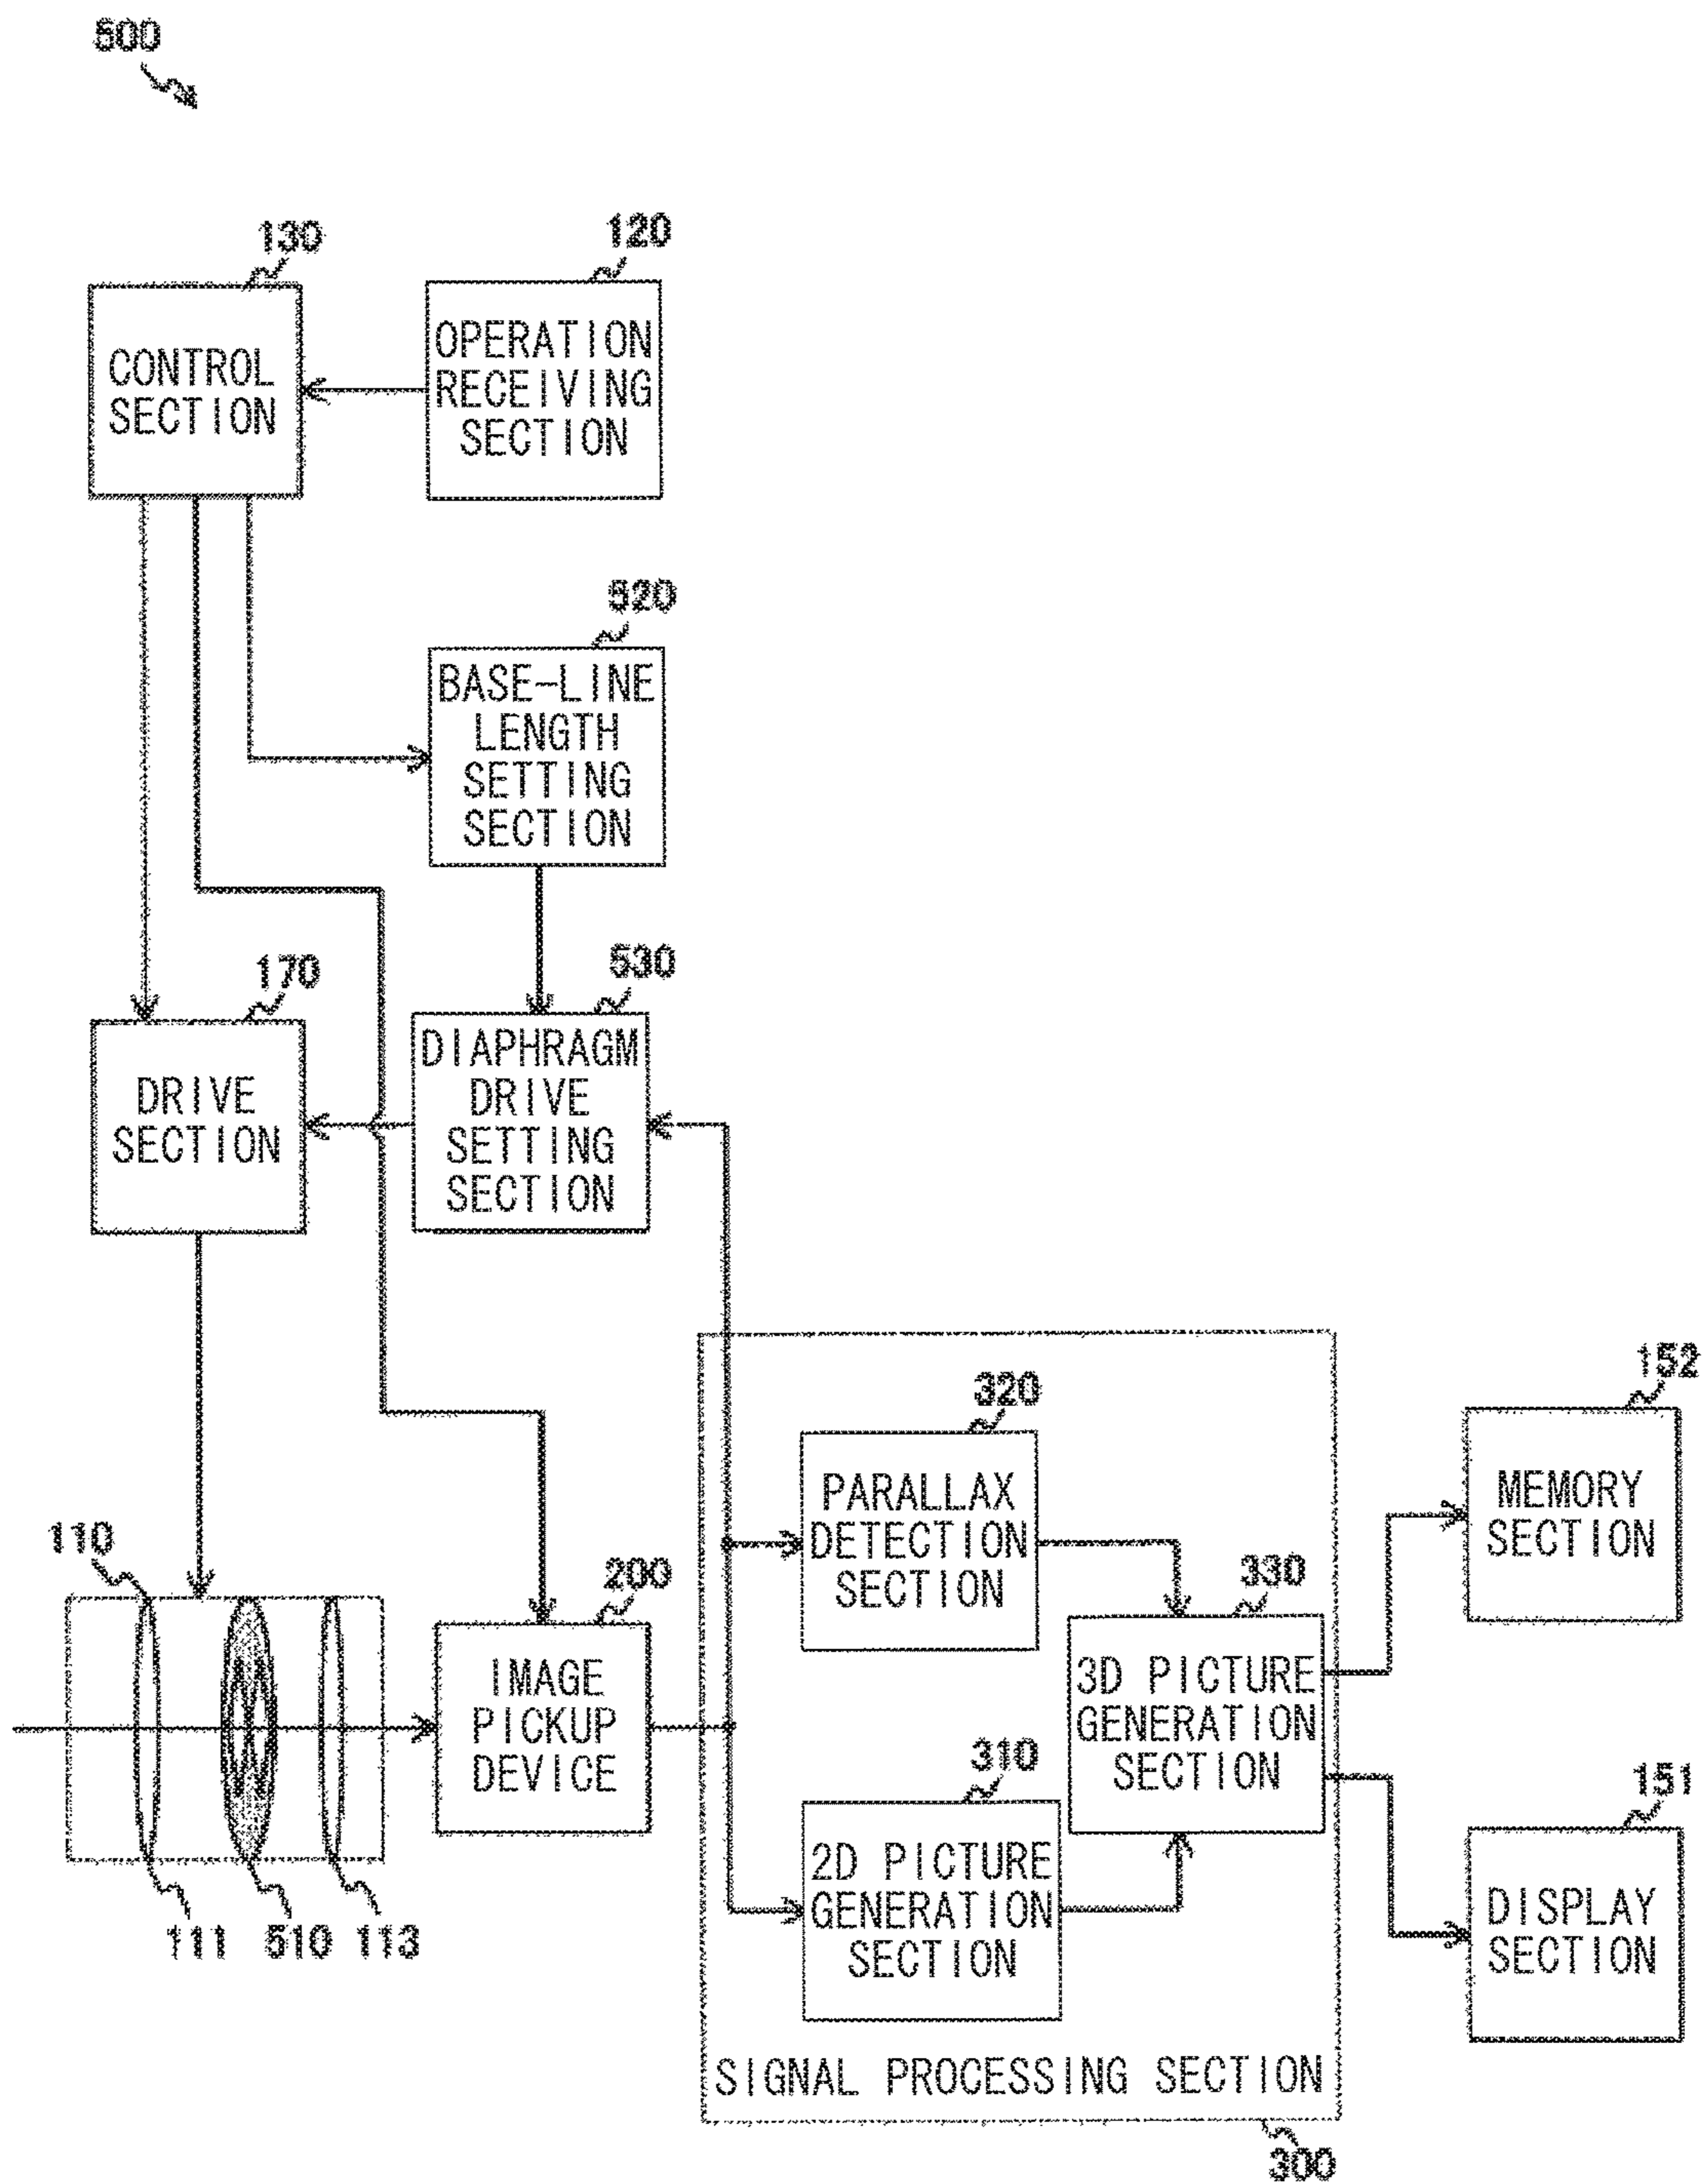 500
130
120
CONTROL
SECTION
OPERATION
RECEIVING
SECTION
520
BASE-LINE
LENGTH
SETTING
SECTION
170
530
DRIVE
SECTION
DIAPHRAGM
DRIVE
SETTING
SECTION
320
152
PARALLAX
DETECTION
SECTION
MEMORY
SECTION
110
200
330
IMAGE
PICKUP
DEVICE
3D PICTURE
GENERATION
SECTION
310
151
2D PICTURE
GENERATION
SECTION
DISPLAY
SECTION
111
510
113
SIGNAL PROCESSING SECTION
300